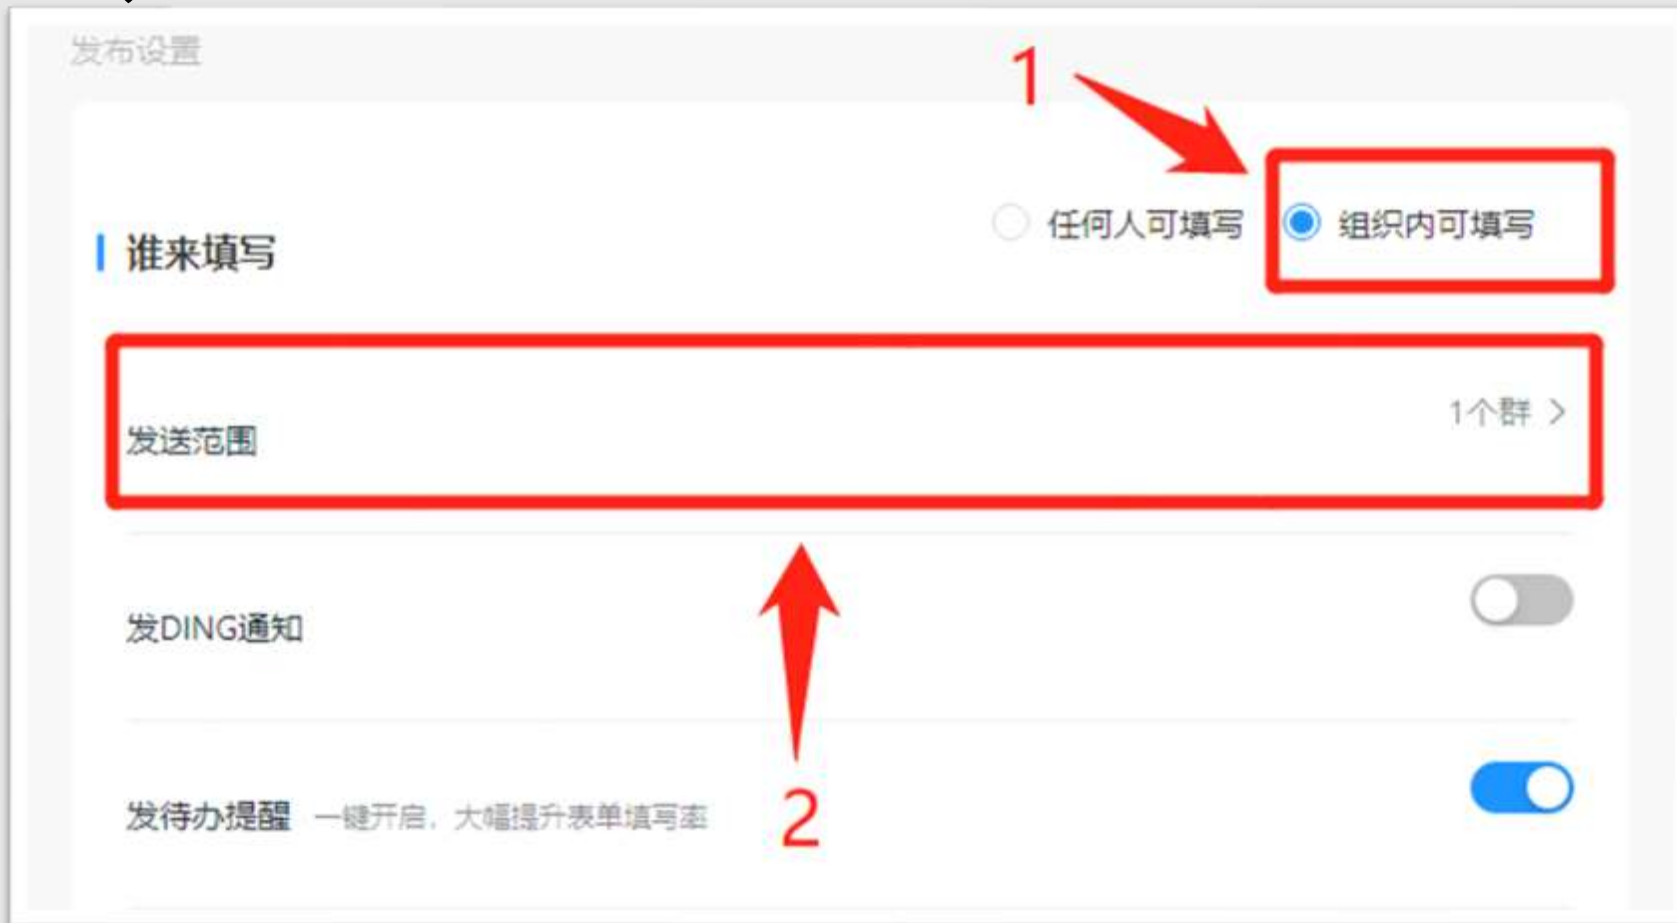 发布设置
1
任何人可填写 组织内可填写
谁来填写
1个群 >
发送范围
发DING通知
发待办提醒 一键开启，大幅提升表单填写率
2